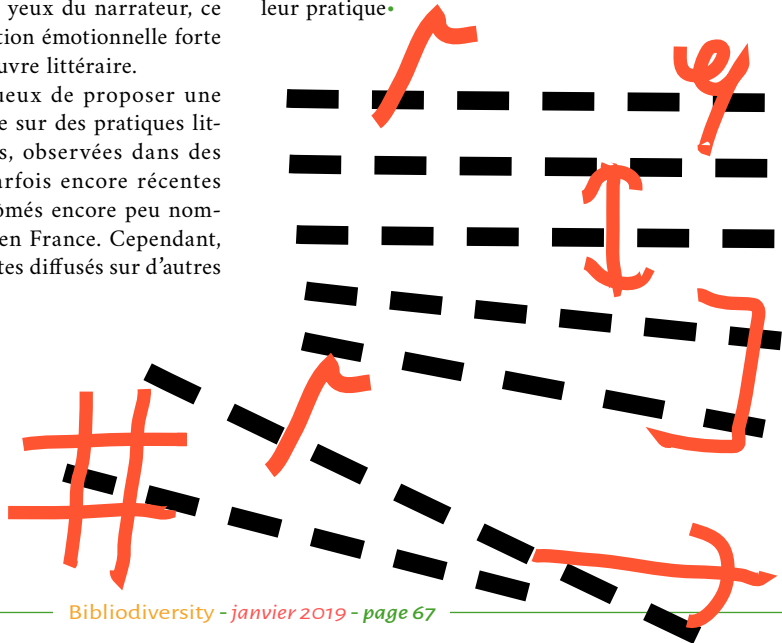 yeux du narrateur, ce
tion émotionnelle forte
uvre littéraire.
ueux de proposer une
e sur des pratiques lit-
s, observées dans des
arfois encore récentes
ômés encore peu nom-
en France. Cependant,
tes diffusés sur d’autres
leur pratique•
Bibliodiversity - janvier 2019 - page 67